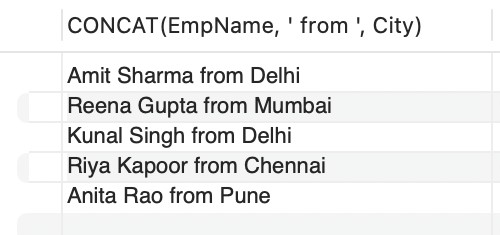 CONCAT(EmpName, ' from ', City)
Amit Sharma from Delhi
Reena Gupta from Mumbai
Kunal Singh from Delhi
Riya Kapoor from Chennai
Anita Rao from Pune